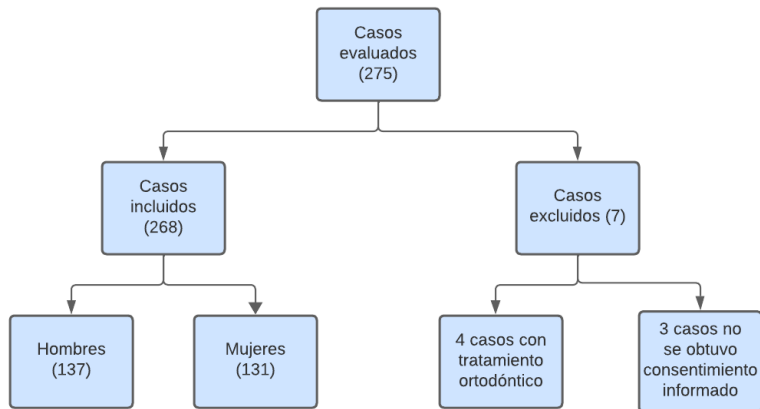 Casos
evaluados
(275)
Casos
incluidos
(268)
Casos
excluidos (7)
Hombres
(137)
Mujeres
(131)
4 casos con
tratamiento
ortodóntico
3 casos no
se obtuvo
consentimiento
informado